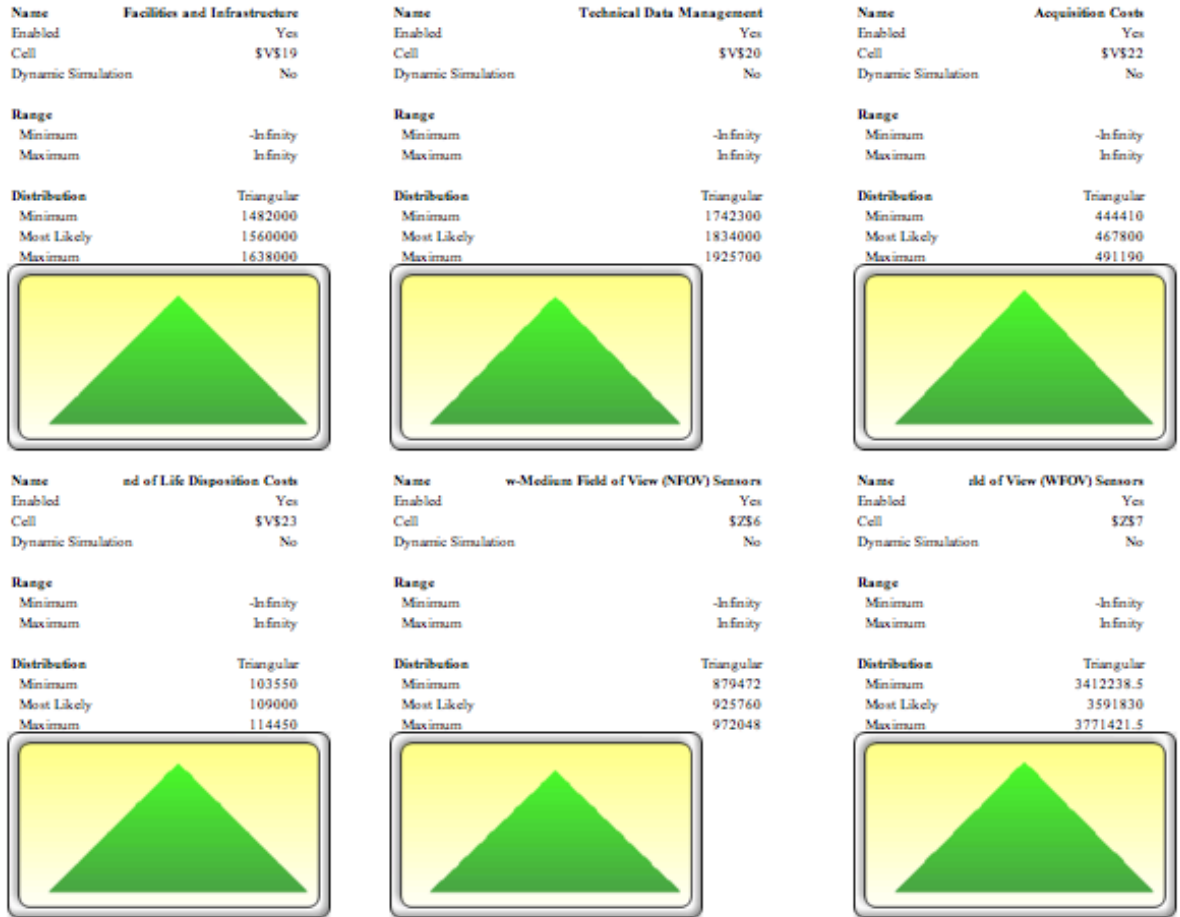 Name Facilities and Infrastructure
Enabled Yes
Cell $V$19
Dynamic Simulation No
Range
Minimum -Infinity
Maximum Infinity
Distribution Triangular
Minimum 1482000
Most Likely 1560000
Maximum 1638000
Name Technical Data Management
Enabled Yes
Cell $V$20
Dynamic Simulation No
Range
Minimum -Infinity
Maximum Infinity
Distribution Triangular
Minimum 1742300
Most Likely 1834000
Maximum 1925700
Name Acquisition Costs
Enabled Yes
Cell $V$22
Dynamic Simulation No
Range
Minimum -Infinity
Maximum Infinity
Distribution Triangular
Minimum 444410
Most Likely 467800
Maximum 491190
Name nd of Life Disposition Costs
Enabled Yes
Cell $V$23
Dynamic Simulation No
Range
Minimum -Infinity
Maximum Infinity
Distribution Triangular
Minimum 103550
Most Likely 109000
Maximum 114450
Name w-Medium Field of View (NFOV) Sensors
Enabled Yes
Cell $Z$6
Dynamic Simulation No
Range
Minimum -Infinity
Maximum Infinity
Distribution Triangular
Minimum 879472
Most Likely 925760
Maximum 972048
Name eld of View (WFOV) Sensors
Enabled Yes
Cell $Z$7
Dynamic Simulation No
Range
Minimum -Infinity
Maximum Infinity
Distribution Triangular
Minimum 3412238.5
Most Likely 3591830
Maximum 3771421.5